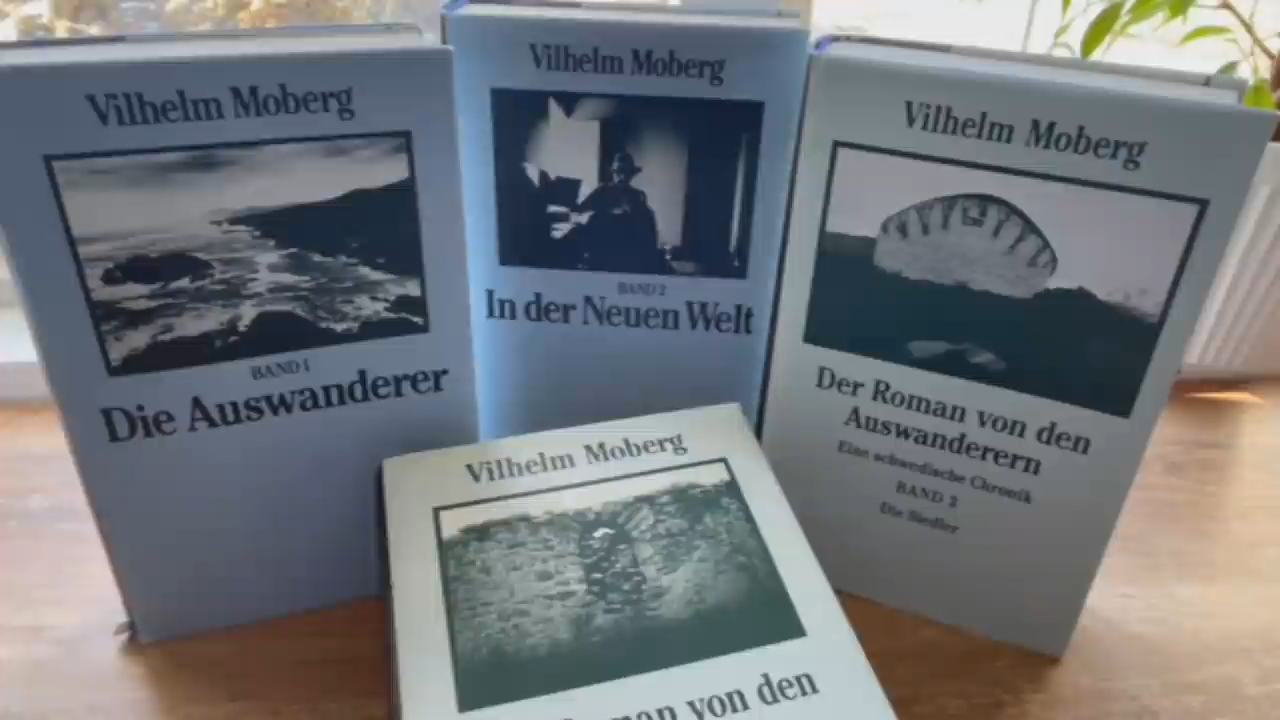 Vilhelm Moberg
BAND 1
Die Auswanderer
Vilhelm Moberg
BAND 2
In der Neuen Welt
Vilhelm Moberg
Der Roman von den
Auswanderern
Eine schwedische Chronik
BAND 2
Die Siedler
Vilhelm Moberg
Roman von den